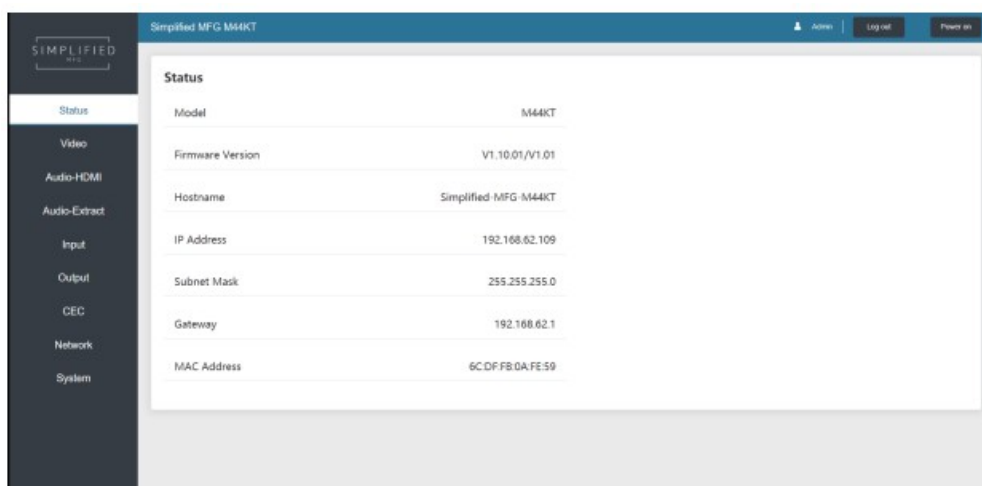 Simplified MFG M44KT
Admin
Log out
Power on
SIMPLIFIED
MFG
Status
Video
Audio-HDMI
Audio-Extract
Input
Output
CEC
Network
System
Status
Model M44KT
Firmware Version V1.10.01/V1.01
Hostname Simplified-MFG-M44KT
IP Address 192.168.62.109
Subnet Mask 255.255.255.0
Gateway 192.168.62.1
MAC Address 6C:DF:FB:0A:FE:59